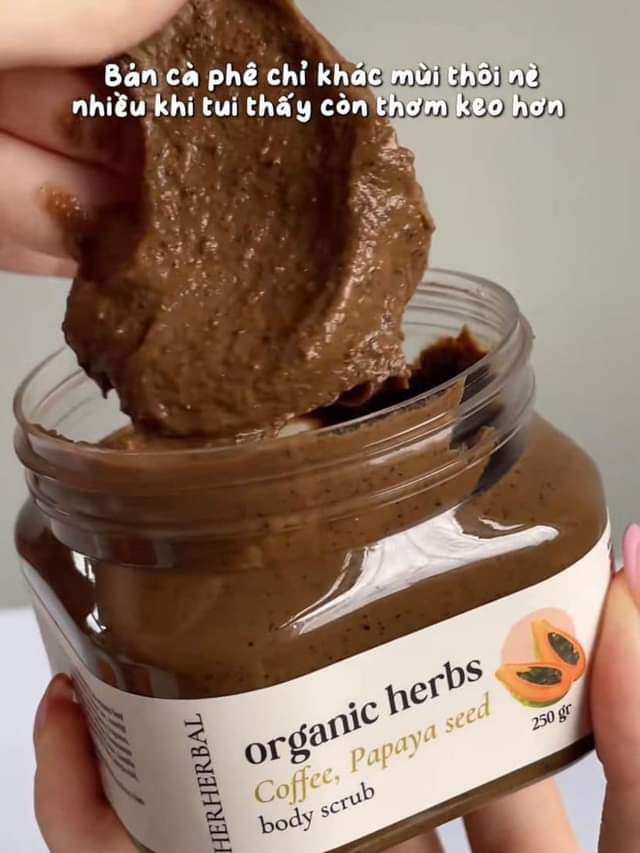 Bản cà phê chỉ khác mùi thôi nè
nhiều khi tui thấy còn thơm keo hơn
organic herbs
Coffee, Papaya seed
body scrub
250 gr
HERHERBAL